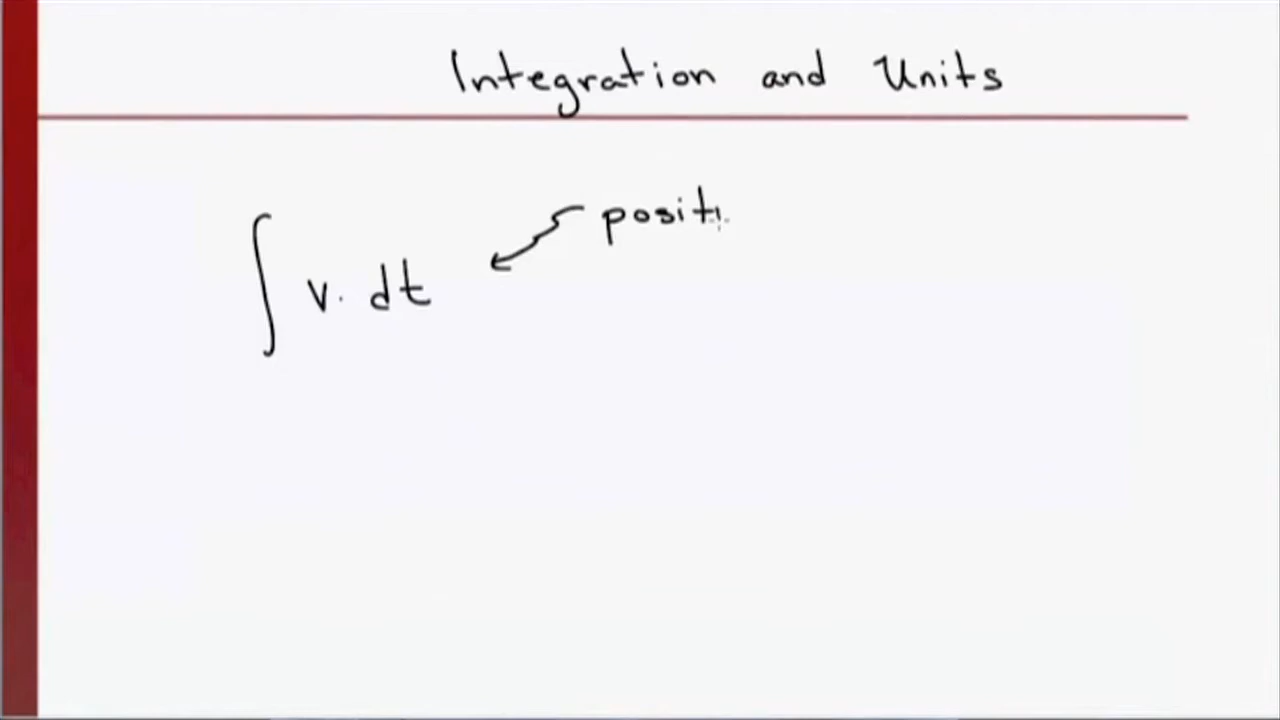 Integration and Units
positi
∫ v. dt